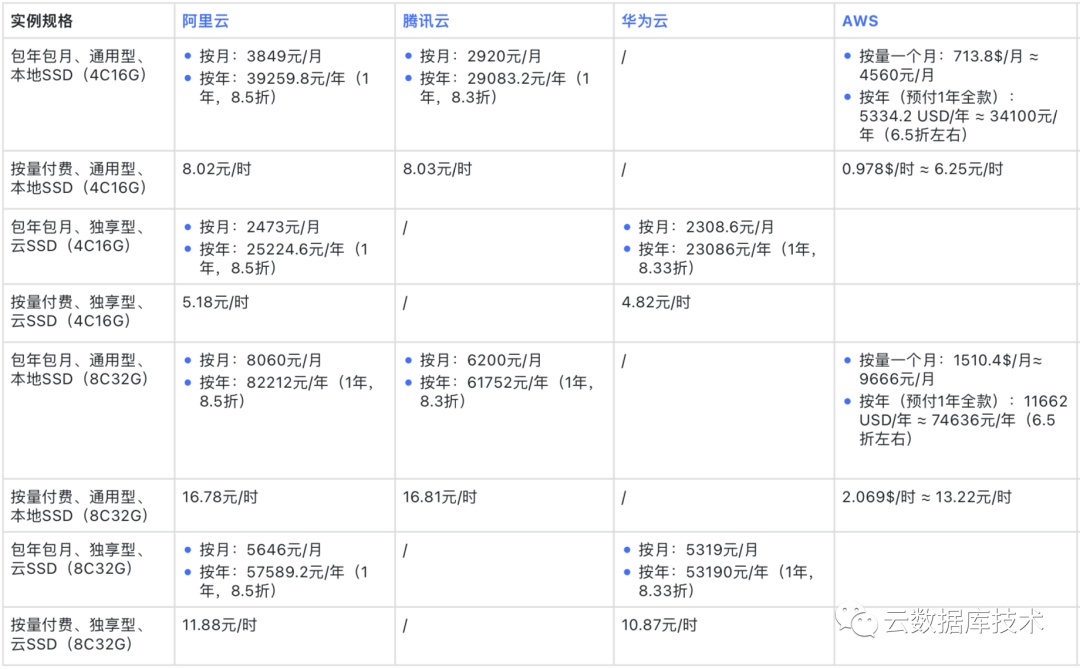 实例规格
阿里云
腾讯云
华为云
AWS
包年包月、通用型、
本地SSD（4C16G）
按月：3849元/月
按年：39259.8元/年（1
年，8.5折）
按月：2920元/月
按年：29083.2元/年（1
年，8.3折）
/
按量一个月：713.8$/月 ≈
4560元/月
按年（预付1年全款）：
5334.2 USD/年 ≈ 34100元/
年（6.5折左右）
按量付费、通用型、
本地SSD（4C16G）
8.02元/时
8.03元/时
/
0.978$/时 ≈ 6.25元/时
包年包月、独享型、
云SSD（4C16G）
按月：2473元/月
按年：25224.6元/年（1
年，8.5折）
/
按月：2308.6元/月
按年：23086元/年（1年，
8.33折）
按量付费、独享型、
云SSD（4C16G）
5.18元/时
/
4.82元/时
包年包月、通用型、
本地SSD（8C32G）
按月：8060元/月
按年：82212元/年（1年，
8.5折）
按月：6200元/月
按年：61752元/年（1年，
8.3折）
/
按量一个月：1510.4$/月≈
9666元/月
按年（预付1年全款）：11662
USD/年 ≈ 74636元/年（6.5
折左右）
按量付费、通用型、
本地SSD（8C32G）
16.78元/时
16.81元/时
/
2.069$/时 ≈ 13.22元/时
包年包月、独享型、
云SSD（8C32G）
按月：5646元/月
按年：57589.2元/年（1
年，8.5折）
/
按月：5319元/月
按年：53190元/年（1年，
8.33折）
按量付费、独享型、
云SSD（8C32G）
11.88元/时
/
10.87元/时
云数据库技术